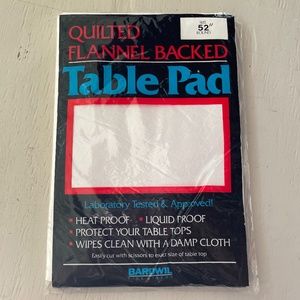 52"
QUILTED
FLANNEL BACKED
Table Pad
Laboratory Tested & Approved!
• HEAT PROOF • LIQUID PROOF
• PROTECT YOUR TABLE TOPS
• WIPES CLEAN WITH A DAMP CLOTH
Easily cut with scissors to exact size of table top
BARDWIL